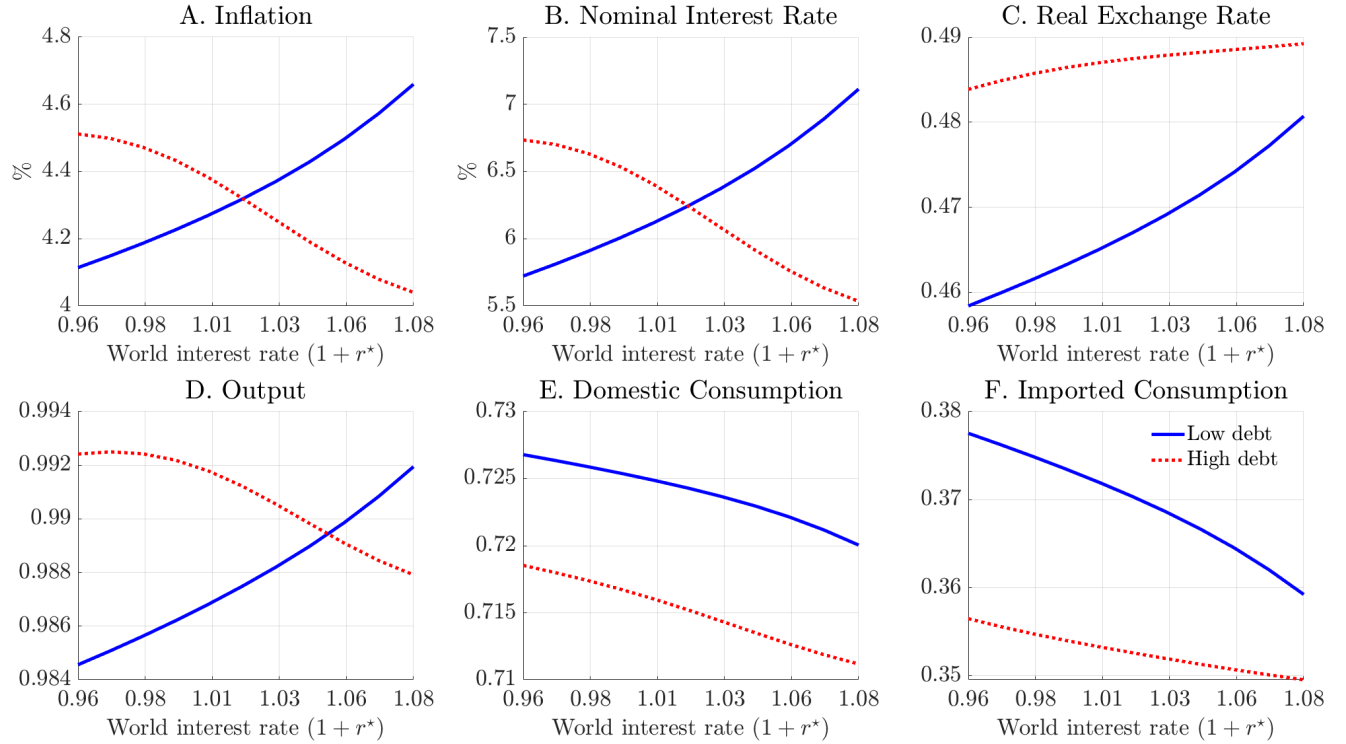 A. Inflation
4.8
4.6
4.4
4.2
4
%
0.96 0.98 1.01 1.03 1.06 1.08
World interest rate (1 + r⋆)
B. Nominal Interest Rate
7.5
7
6.5
6
5.5
%
0.96 0.98 1.01 1.03 1.06 1.08
World interest rate (1 + r⋆)
C. Real Exchange Rate
0.49
0.48
0.47
0.46
0.96 0.98 1.01 1.03 1.06 1.08
World interest rate (1 + r⋆)
D. Output
0.994
0.992
0.99
0.988
0.986
0.984
0.96 0.98 1.01 1.03 1.06 1.08
World interest rate (1 + r⋆)
E. Domestic Consumption
0.73
0.725
0.72
0.715
0.71
0.96 0.98 1.01 1.03 1.06 1.08
World interest rate (1 + r⋆)
F. Imported Consumption
0.38
0.37
0.36
0.35
Low debt
High debt
0.96 0.98 1.01 1.03 1.06 1.08
World interest rate (1 + r⋆)